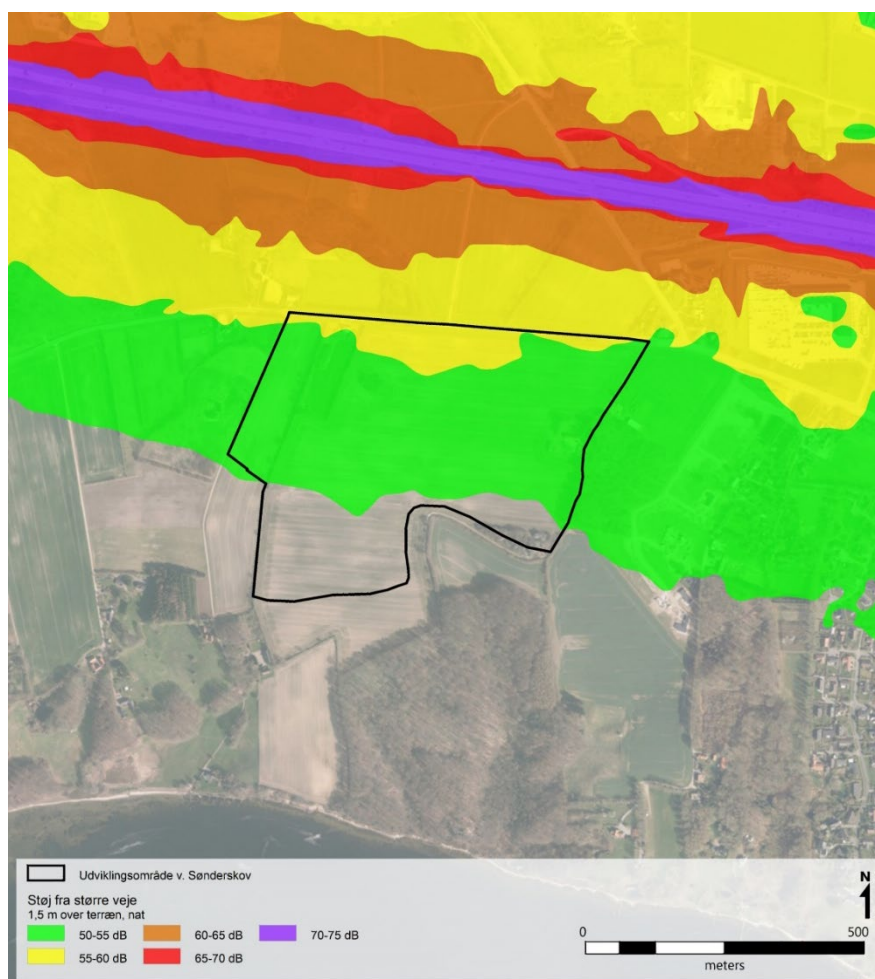 Udviklingsområde v. Sønderskov
Støj fra større veje
1,5 m over terræn, nat
50-55 dB
60-65 dB
70-75 dB
55-60 dB
65-70 dB
N
0
500
meters